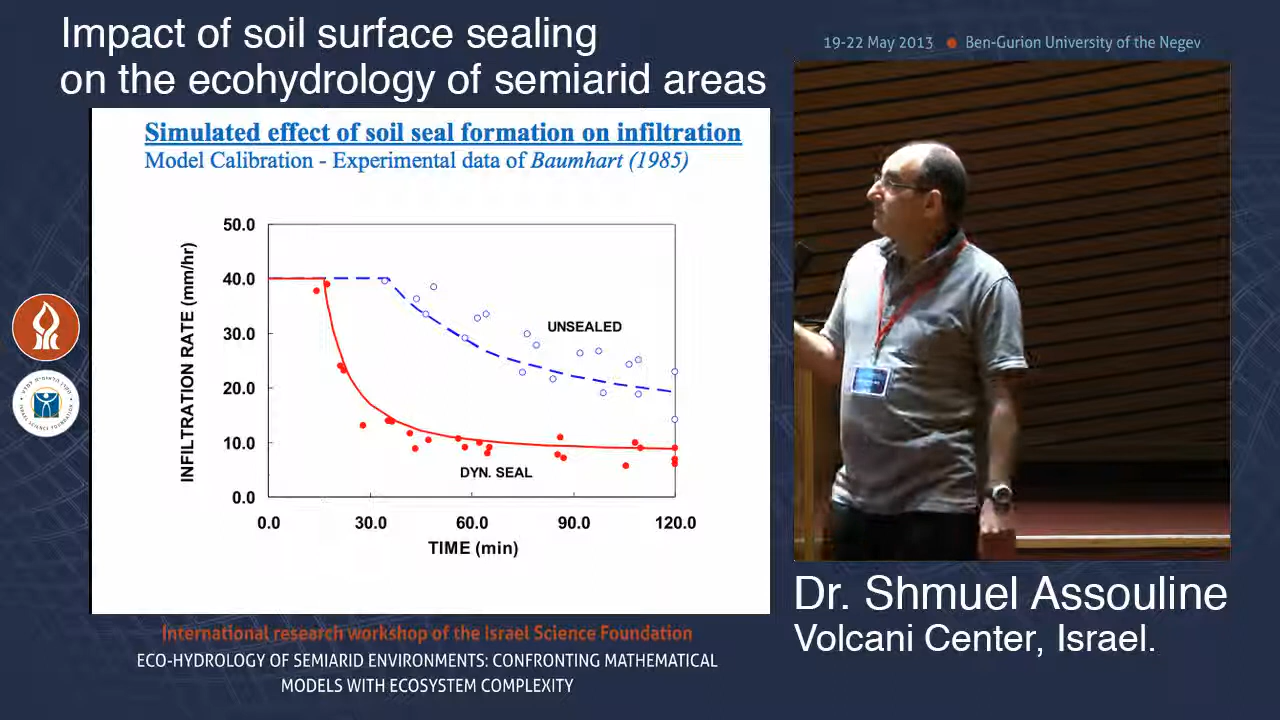 Impact of soil surface sealing
on the ecohydrology of semiarid areas
19-22 May 2013 ● Ben-Gurion University of the Negev
Simulated effect of soil seal formation on infiltration
Model Calibration - Experimental data of Baumhart (1985)
INFILTRATION RATE (mm/hr)
50.0
40.0
30.0
20.0
10.0
0.0
UNSEALED
DYN. SEAL
0.0 30.0 60.0 90.0 120.0
TIME (min)
Dr. Shmuel Assouline
Volcani Center, Israel.
International research workshop of the Israel Science Foundation
ECO-HYDROLOGY OF SEMIARID ENVIRONMENTS: CONFRONTING MATHEMATICAL
MODELS WITH ECOSYSTEM COMPLEXITY